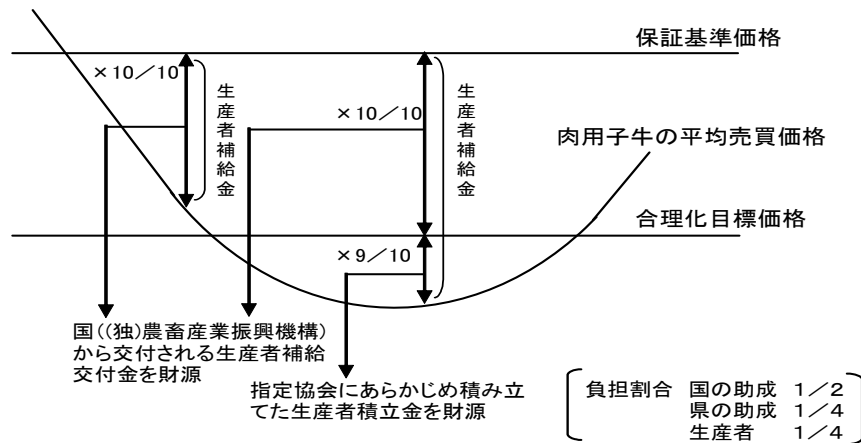 保証基準価格
×10/10
生産者補給金
×10/10
生産者補給金
肉用子牛の平均売買価格
合理化目標価格
×9/10
国((独)農畜産業振興機構)
から交付される生産者補給
交付金を財源
指定協会にあらかじめ積み立
てた生産者積立金を財源
負担割合 国の助成 1/2
県の助成 1/4
生産者 1/4